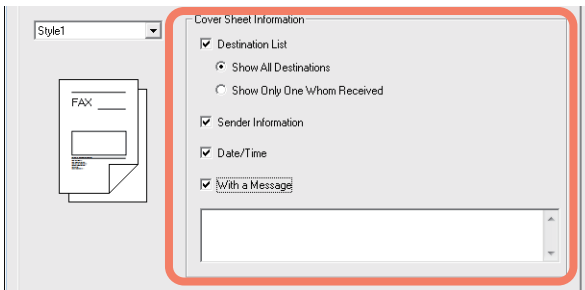 Style1
FAX
Cover Sheet Information
Destination List
Show All Destinations
Show Only One Whom Received
Sender Information
Date/Time
With a Message